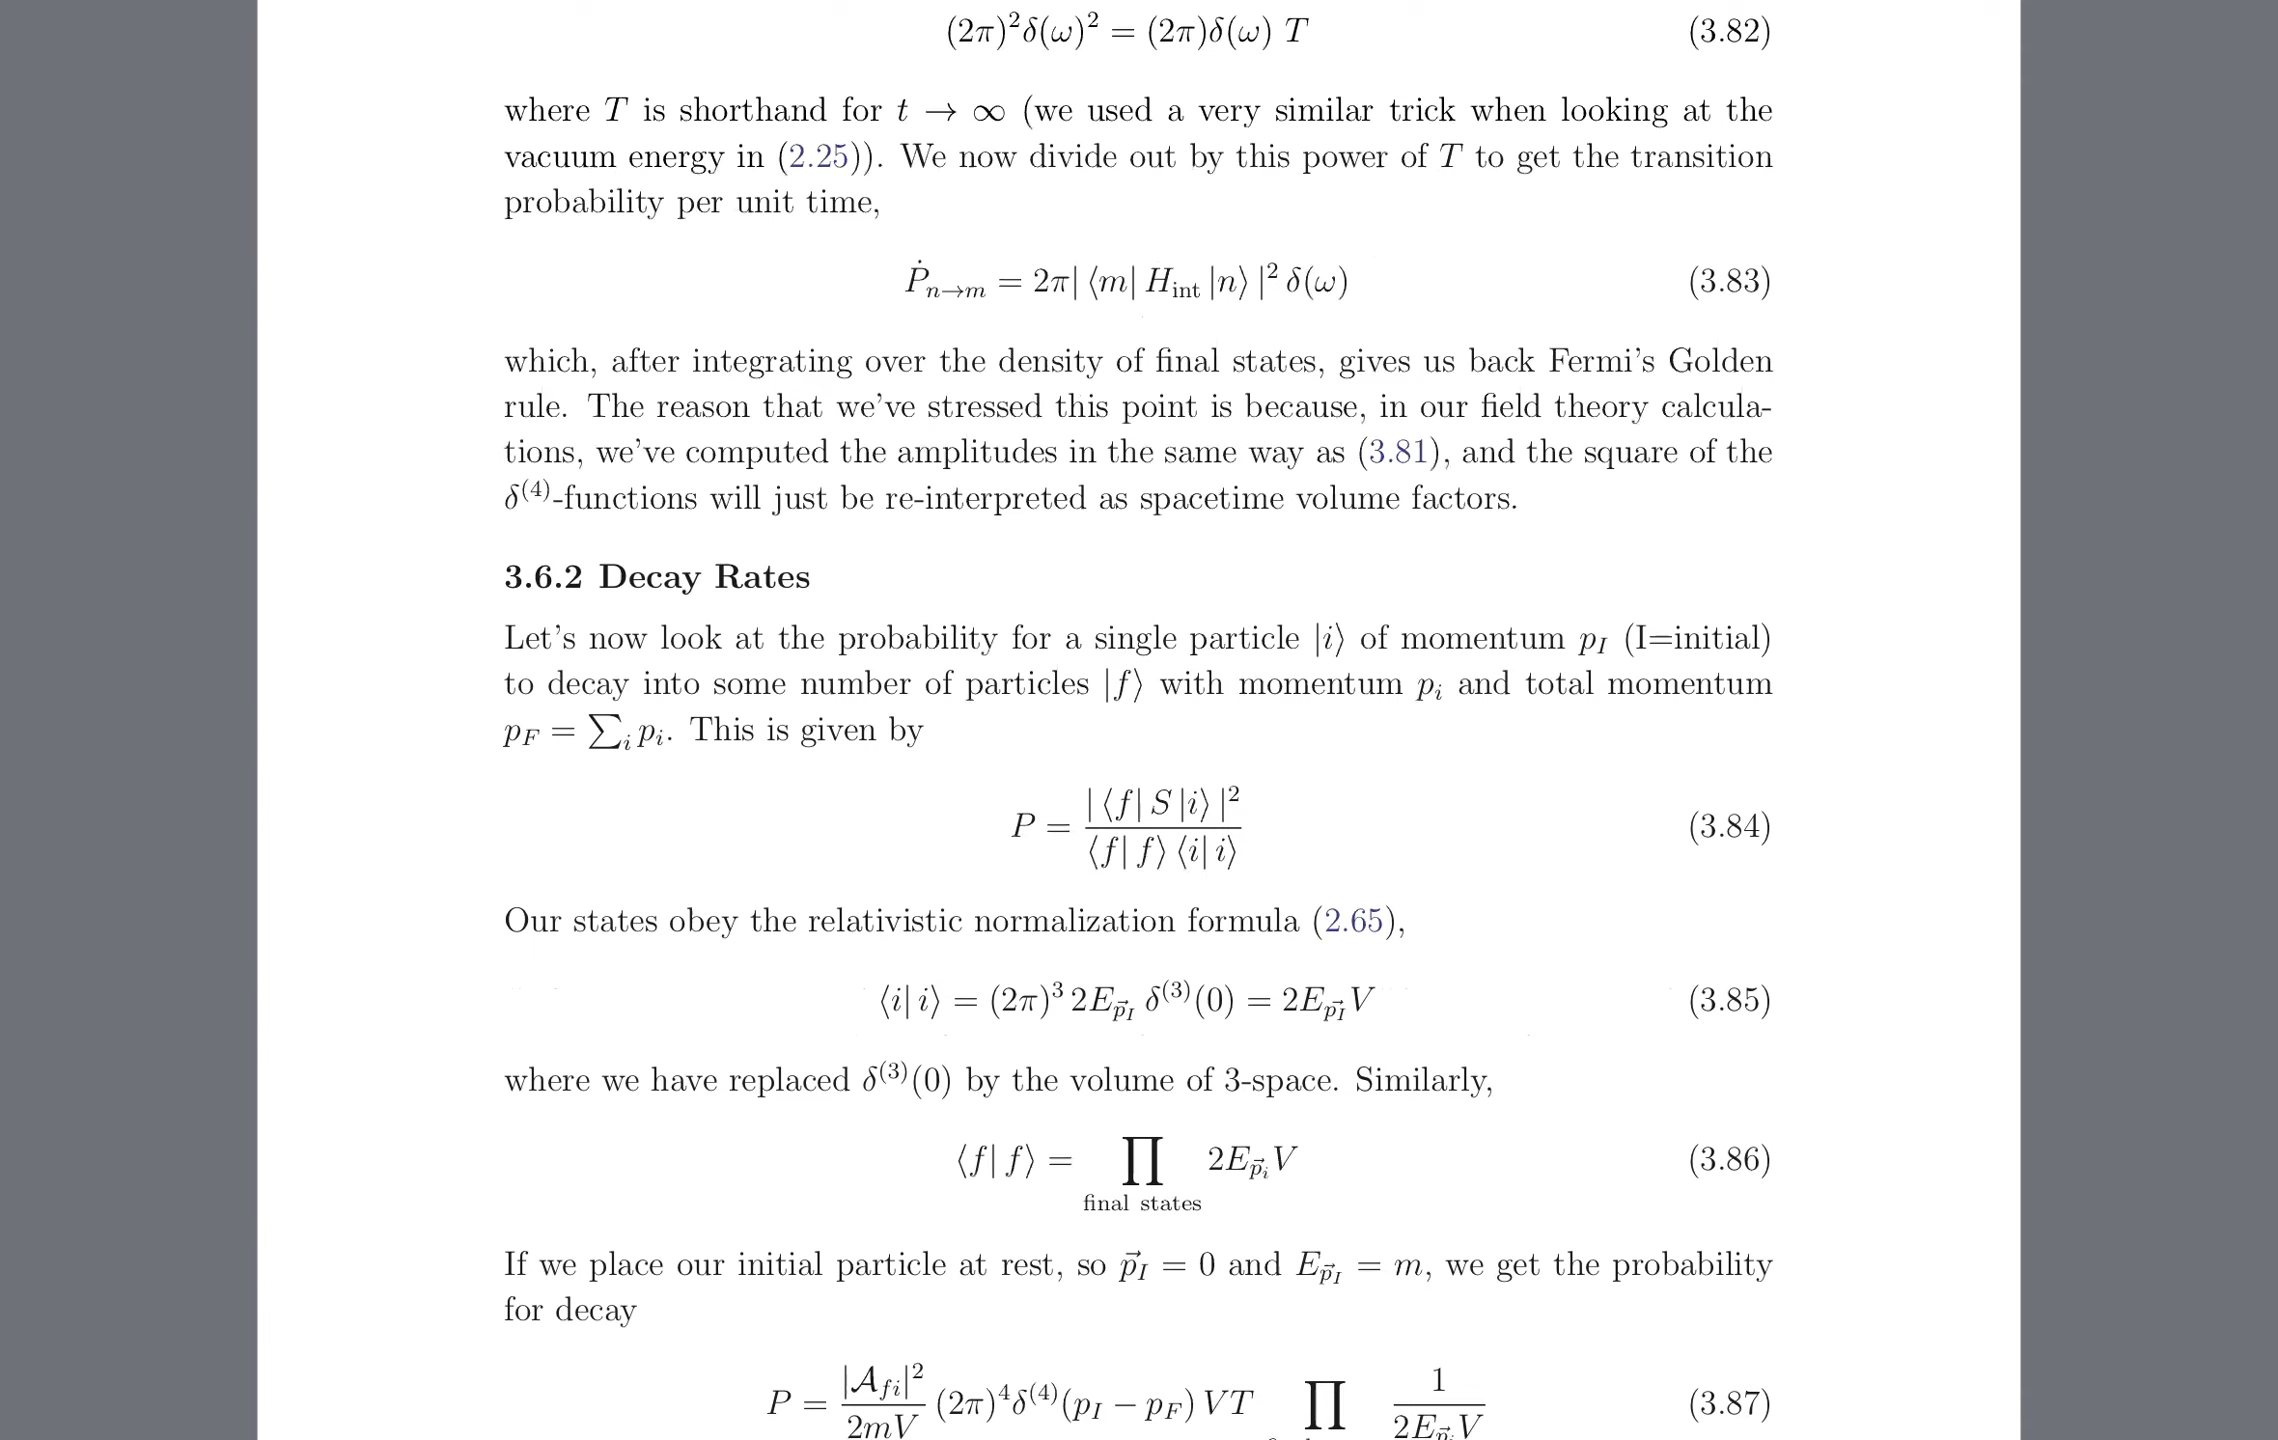 (2π)²δ(ω)² = (2π)δ(ω) T (3.82)
where T is shorthand for t → ∞ (we used a very similar trick when looking at the
vacuum energy in (2.25)). We now divide out by this power of T to get the transition
probability per unit time,
Ṗₙ→ₘ = 2π| ⟨m| H_int |n⟩ |² δ(ω) (3.83)
which, after integrating over the density of final states, gives us back Fermi's Golden
rule. The reason that we've stressed this point is because, in our field theory calcula-
tions, we've computed the amplitudes in the same way as (3.81), and the square of the
δ⁽⁴⁾-functions will just be re-interpreted as spacetime volume factors.
3.6.2 Decay Rates
Let's now look at the probability for a single particle |i⟩ of momentum p_I (I=initial)
to decay into some number of particles |f⟩ with momentum p_i and total momentum
p_F = ∑_i p_i. This is given by
P = | ⟨f| S |i⟩ |² / ⟨f| f⟩ ⟨i| i⟩ (3.84)
Our states obey the relativistic normalization formula (2.65),
⟨i| i⟩ = (2π)³ 2E_{p⃗_I} δ⁽³⁾(0) = 2E_{p⃗_I} V (3.85)
where we have replaced δ⁽³⁾(0) by the volume of 3-space. Similarly,
⟨f| f⟩ = ∏_{final states} 2E_{p⃗_i} V (3.86)
If we place our initial particle at rest, so p⃗_I = 0 and E_{p⃗_I} = m, we get the probability
for decay
P = |𝒜_{fi}|² / 2mV (2π)⁴δ⁽⁴⁾(p_I − p_F) VT ∏ 1 / 2E_{p⃗_i} V (3.87)